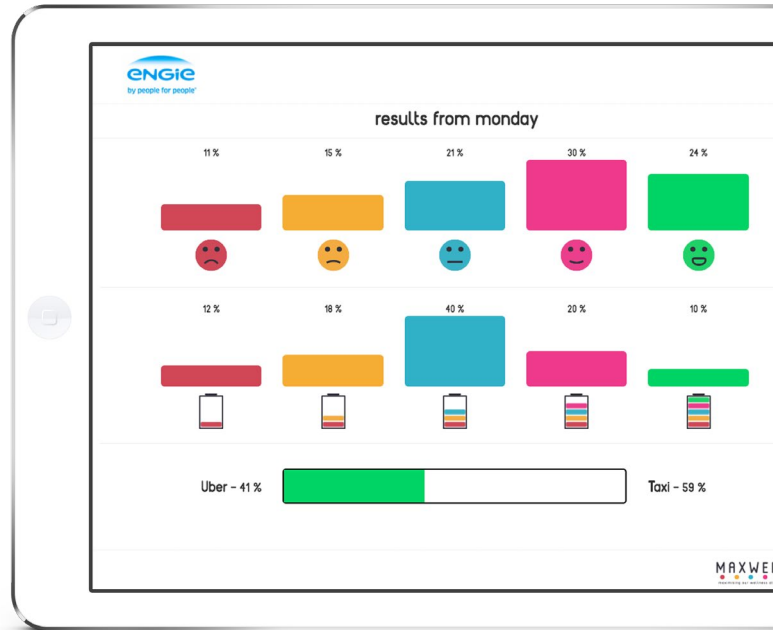 ENGIE
by people for people'
results from monday
11 % 15 % 21 % 30 % 24 %
12 % 18 % 40 % 20 % 10 %
Uber - 41 % Taxi - 59 %